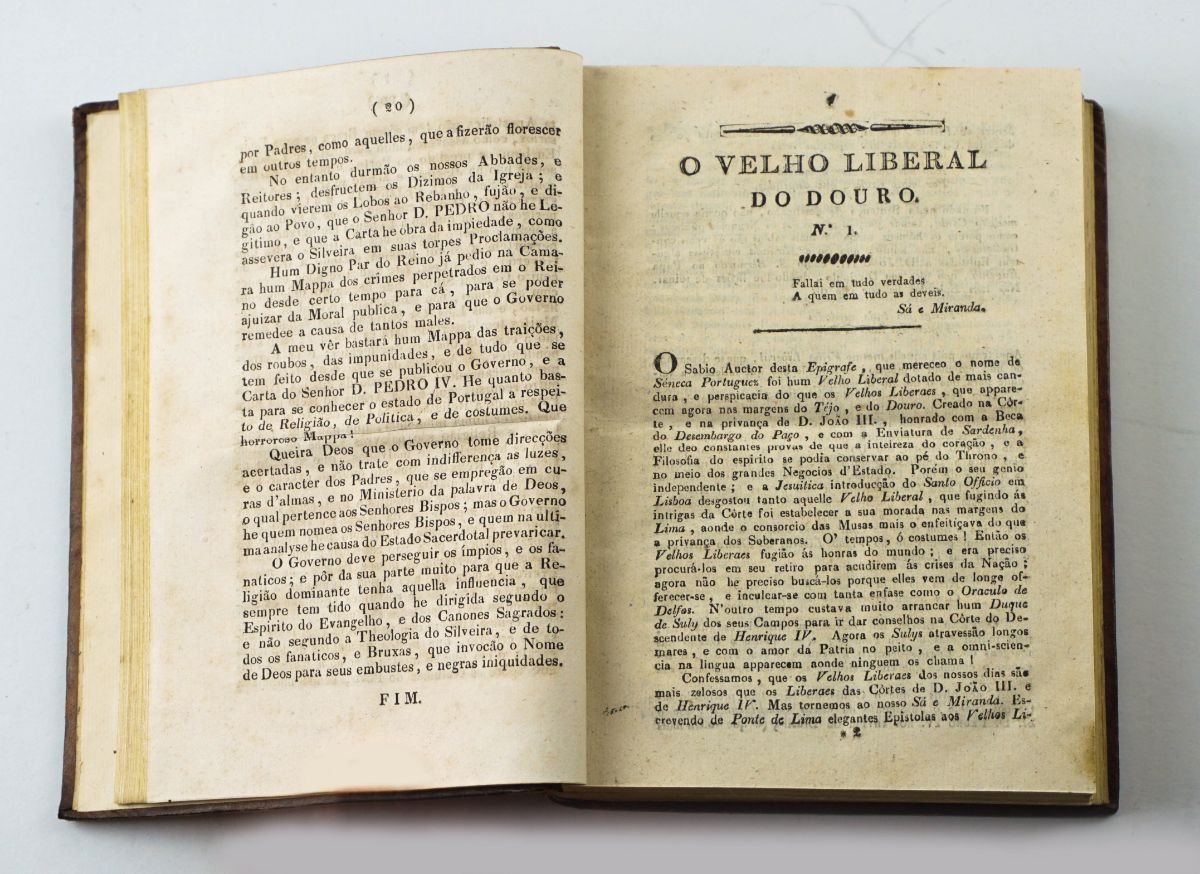 ( 20 )
por Padres, como aquelles, que a fizerão florescer
em outros tempos.
No entanto durmão os nossos Abbades, e
Reitores; desfructem os Dizimos da Igreja; e
quando vierem os Lobos ao Rebanho, fujão, e di-
gão ao Povo, que o Senhor D. PEDRO não he Le-
gitimo, e que a Carta he obra da impiedade, como
assevera o Silveira em suas torpes Proclamações.
Hum Digno Par do Reino já pedio na Cama-
ra hum Mappa dos crimes perpetrados em o Rei-
no desde certo tempo para cá, para se poder
ajuizar da Moral publica, e para que o Governo
remedee a causa de tantos males.
A meu vêr bastará hum Mappa das traições,
dos roubos, das impunidades, e de tudo que se
tem feito desde que se publicou o Governo, e a
Carta do Senhor D. PEDRO IV. He quanto bas-
ta para se conhecer o estado de Portugal a respei-
to de Religião, de Politica, e de costumes. Que
horroroso Mappa!
Queira Deos que o Governo tome direcções
acertadas, e não trate com indifferença as luzes,
e o caracter dos Padres, que se empregão em cu-
ras d'almas, e no Ministerio da palavra de Deos,
o qual pertence aos Senhores Bispos; mas o Governo
he quem nomea os Senhores Bispos, e quem na ulti-
ma analyse he causa do Estado Sacerdotal prevaricar.
O Governo deve perseguir os ímpios, e os fa-
naticos; e pôr da sua parte muito para que a Re-
ligião dominante tenha aquella influencia, que
sempre tem tido quando he dirigida segundo o
Espirito do Evangelho, e dos Canones Sagrados:
e não segundo a Theologia do Silveira, e de to-
dos os fanaticos, e Bruxas, que invocão o Nome
de Deos para seus embustes, e negras iniquidades.
FIM.
O VELHO LIBERAL
DO DOURO.
N.º 1.
Fallai em tudo verdades
A quem em tudo as deveis.
Sá e Miranda.
O Sabio Auctor desta Epigrafe, que mereceo o nome de
Séneca Portuguez foi hum Velho Liberal dotado de mais can-
dura, e perspicacia do que os Velhos Liberaes, que appare-
cem agora nas margens do Téjo, e do Douro. Creado na Côr-
te, e na privança de D. João III., honrado com a Beca
do Desembargo do Paço, e com a Enviatura de Sardenha,
elle deo constantes provas de que a inteireza do coração, e a
Filosofia do espirito se podia conservar ao pé do Throno, e
no meio dos grandes Negocios d'Estado. Porém o seu genio
independente; e a Jesuitica introducção do Santo Officio em
Lisboa desgostou tanto aquelle Velho Liberal, que fugindo ás
intrigas da Côrte foi estabelecer a sua morada nas margens do
Lima, aonde o consorcio das Musas mais o enfeitiçava do que
a privança dos Soberanos. O' tempos, ó costumes! Então os
Velhos Liberaes fugião ás honras do mundo; e era preciso
procurá-los em seu retiro para acudirem ás crises da Nação;
agora não he preciso buscá-los porque elles vem de longe of-
ferecer-se, e inculcar-se com tanta enfase como o Oraculo de
Delfos. N'outro tempo custava muito arrancar hum Duque
de Suly dos seus Campos para ir dar conselhos na Côrte do De-
scendente de Henrique IV. Agora os Sulys atravessão longos
mares, e com o amor da Patria no peito, e a omni-scien-
cia na lingua apparecem aonde ninguem os chama!
Confessamos, que os Velhos Liberaes dos nossos dias são
mais zelosos que os Liberaes das Côrtes de D. João III. e
de Henrique IV. Mas tornemos ao nosso Sá e Miranda. Es-
crevendo de Ponte de Lima elegantes Epistolas aos Velhos Li-
* 2